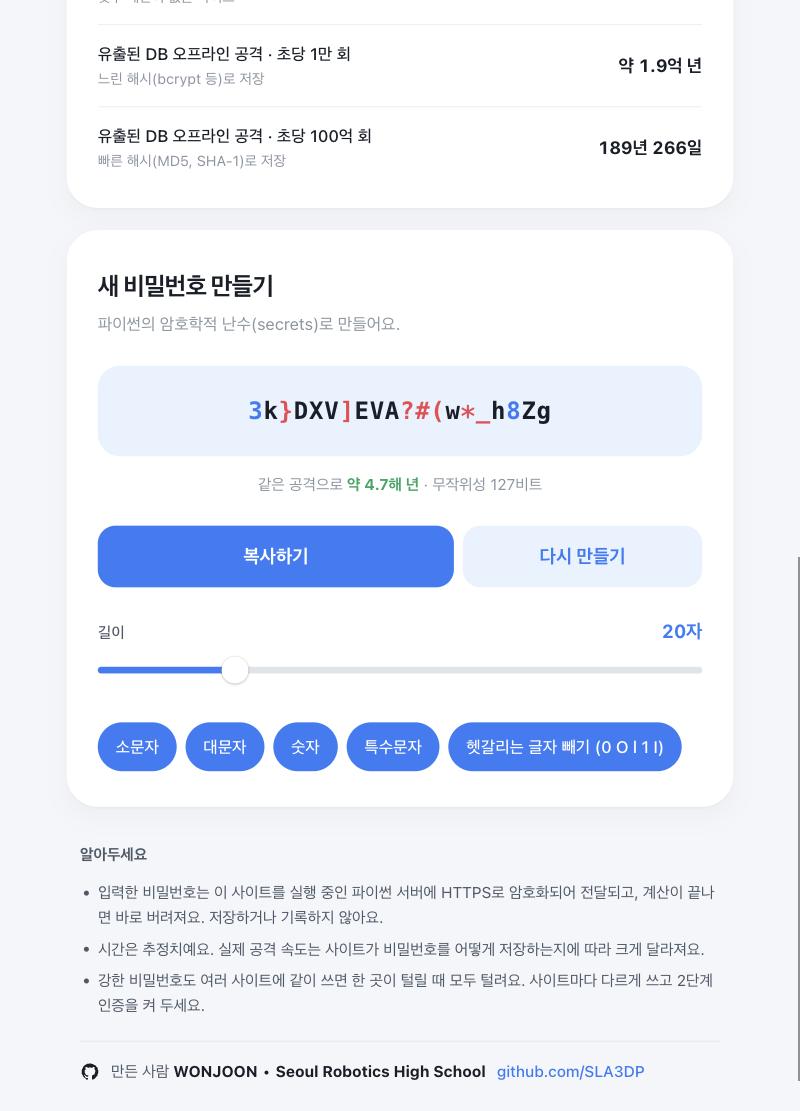 유출된 DB 오프라인 공격 · 초당 1만 회
느린 해시(bcrypt 등)로 저장
약 1.9억 년
유출된 DB 오프라인 공격 · 초당 100억 회
빠른 해시(MD5, SHA-1)로 저장
189년 266일
새 비밀번호 만들기
파이썬의 암호학적 난수(secrets)로 만들어요.
3k}DXV]EVA?#(w*_h8Zg
같은 공격으로 약 4.7해 년 · 무작위성 127비트
복사하기
다시 만들기
길이
20자
소문자
대문자
숫자
특수문자
헷갈리는 글자 빼기 (0 O l 1 I)
알아두세요
• 입력한 비밀번호는 이 사이트를 실행 중인 파이썬 서버에 HTTPS로 암호화되어 전달되고, 계산이 끝나
면 바로 버려져요. 저장하거나 기록하지 않아요.
• 시간은 추정치예요. 실제 공격 속도는 사이트가 비밀번호를 어떻게 저장하는지에 따라 크게 달라져요.
• 강한 비밀번호도 여러 사이트에 같이 쓰면 한 곳이 털릴 때 모두 털려요. 사이트마다 다르게 쓰고 2단계
인증을 켜 두세요.
만든 사람 WONJOON • Seoul Robotics High School github.com/SLA3DP